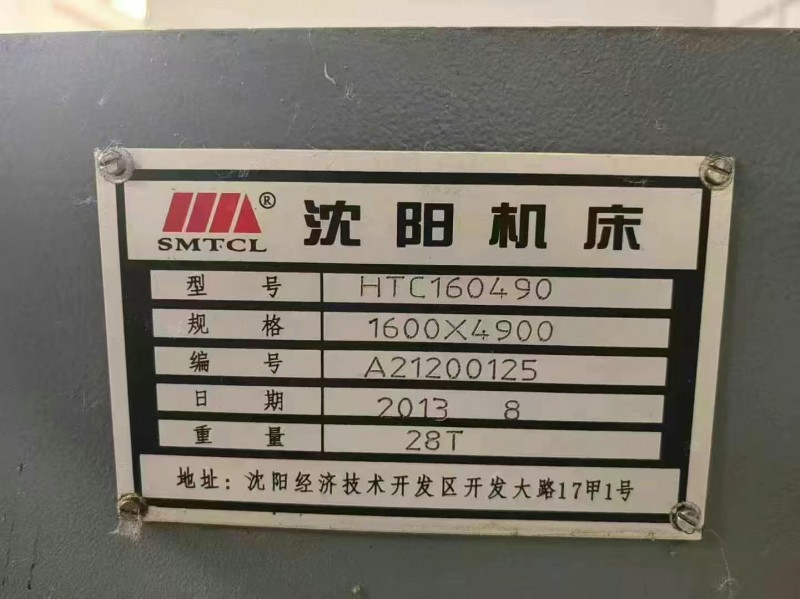 SMTCL® 沈阳机床
型号 HTC160490
规格 1600X4900
编号 A21200125
日期 2013 8
重量 28T
地址：沈阳经济技术开发区开发大路17甲1号